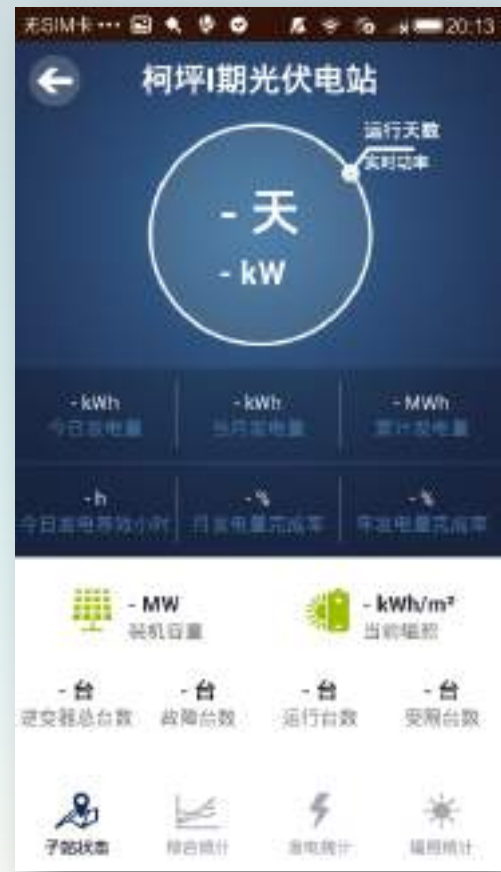 无SIM卡... 20:13
柯坪I期光伏电站
运行天数
实时功率
- 天
- kW
- kWh - kWh - MWh
今日发电量 当月发电量 累计发电量
- h - % - %
今日发电等效小时 月发电量完成率 年发电量完成率
- MW - kWh/m²
装机容量 当前辐照
- 台 - 台 - 台 - 台
逆变器总台数 故障台数 运行台数 受限台数
子站状态 综合统计 发电统计 辐照统计